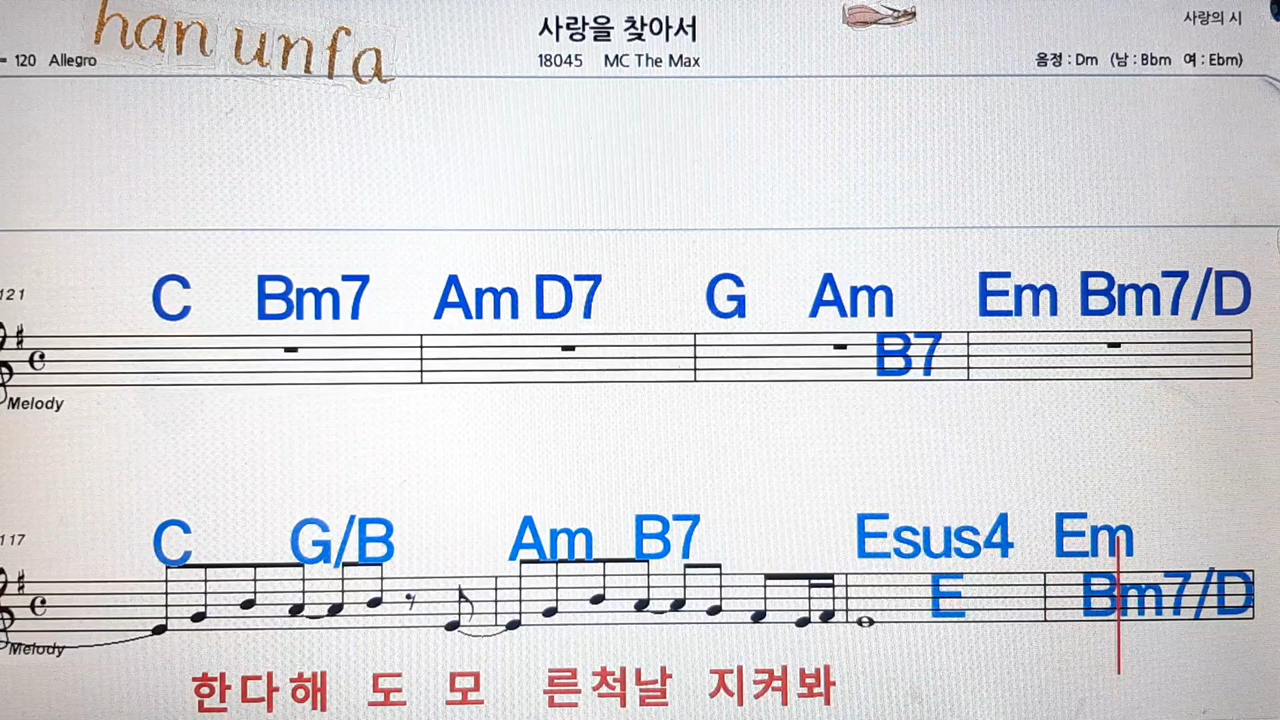 han unfa
사랑을 찾아서
사랑의 시
= 120 Allegro
18045 MC The Max
음정 : Dm (남 : Bbm 여 : Ebm)
121
C Bm7 Am D7 G Am Em Bm7/D
B7
Melody
117
C G/B Am B7 Esus4 Em
E Bm7/D
Melody
한다해 도 모 른척날 지켜봐